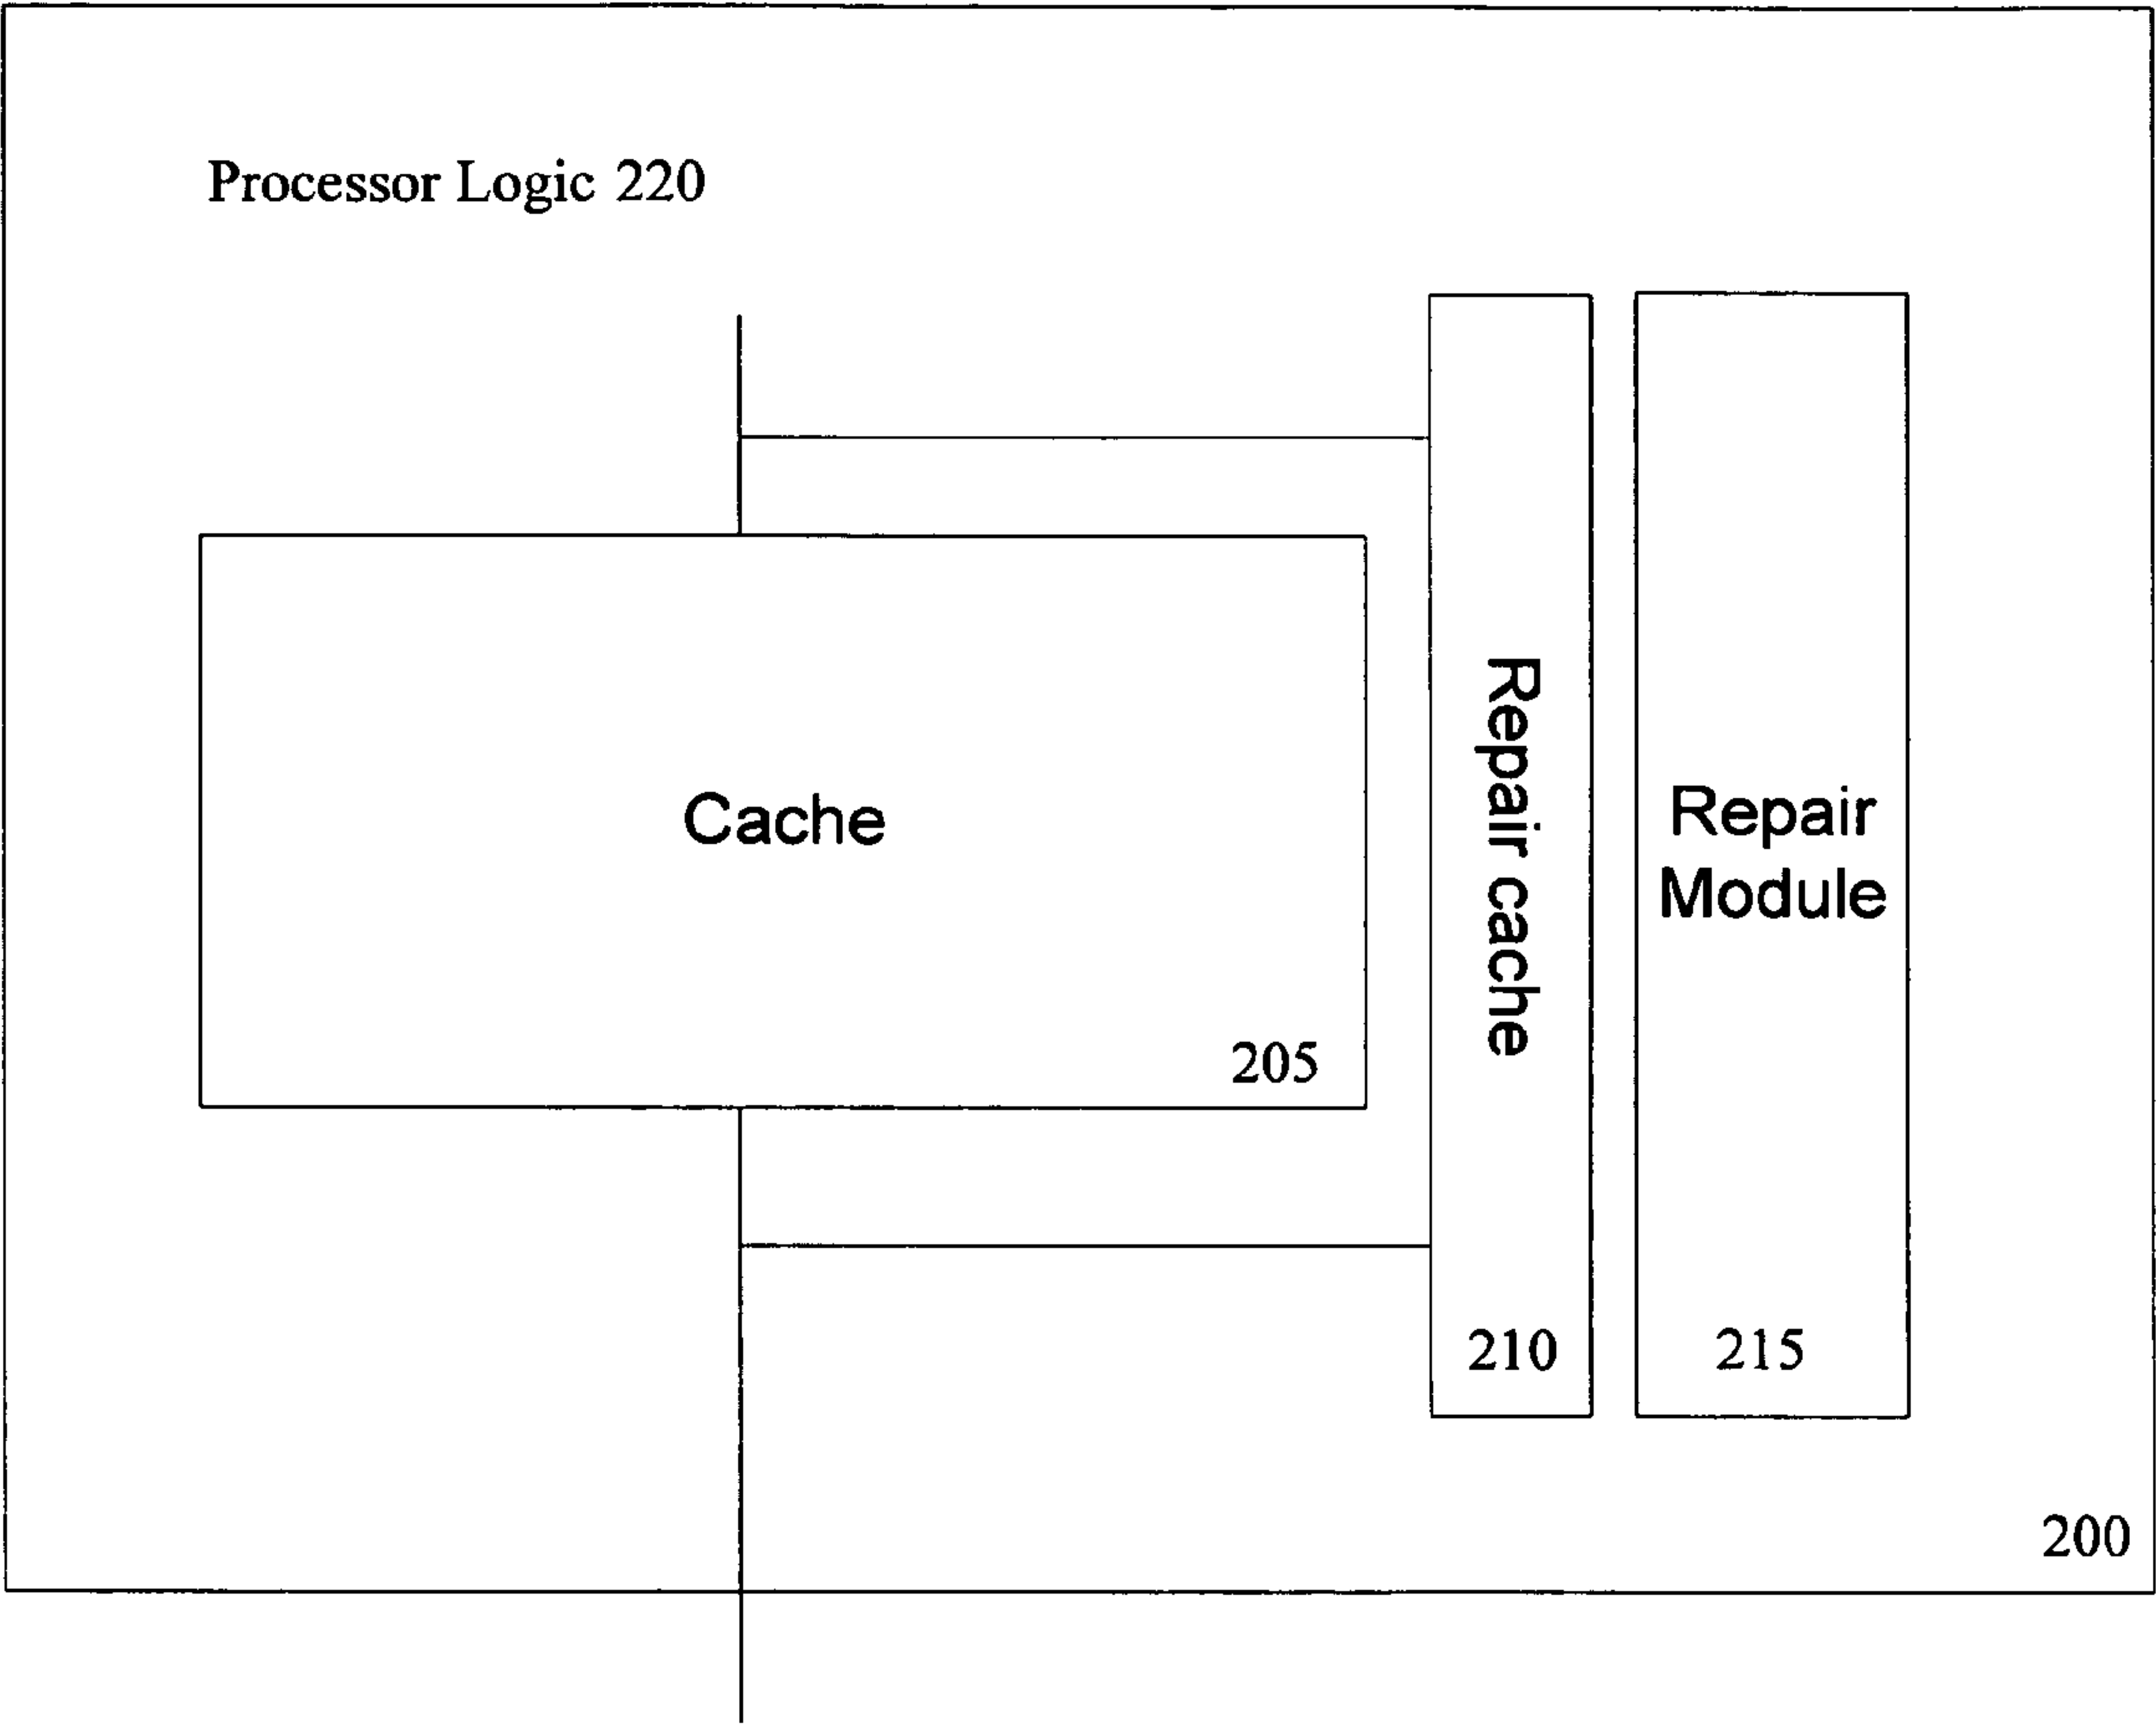 Processor Logic 220
Cache
205
Repair cache
210
Repair
Module
215
200